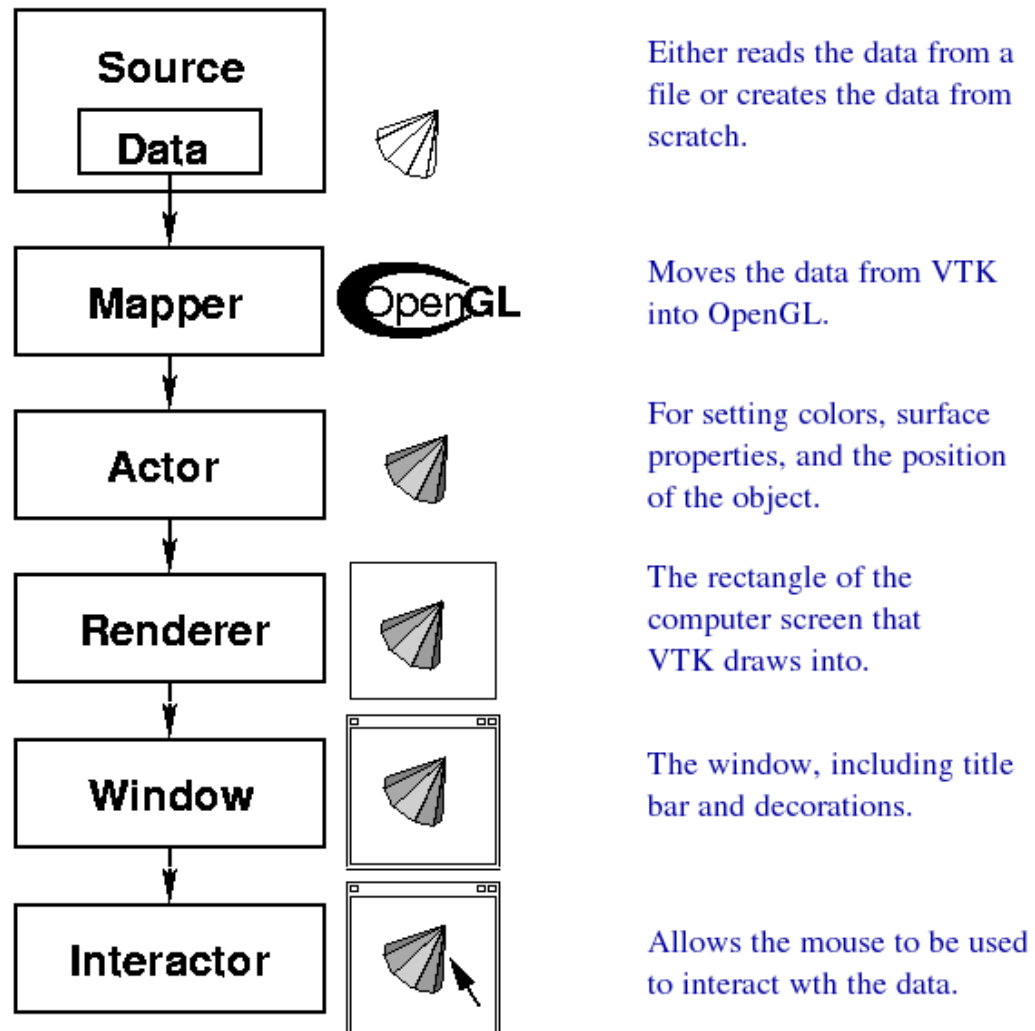 Source
Data
Either reads the data from a
file or creates the data from
scratch.
Mapper
OpenGL
Moves the data from VTK
into OpenGL.
Actor
For setting colors, surface
properties, and the position
of the object.
Renderer
The rectangle of the
computer screen that
VTK draws into.
Window
The window, including title
bar and decorations.
Interactor
Allows the mouse to be used
to interact wth the data.